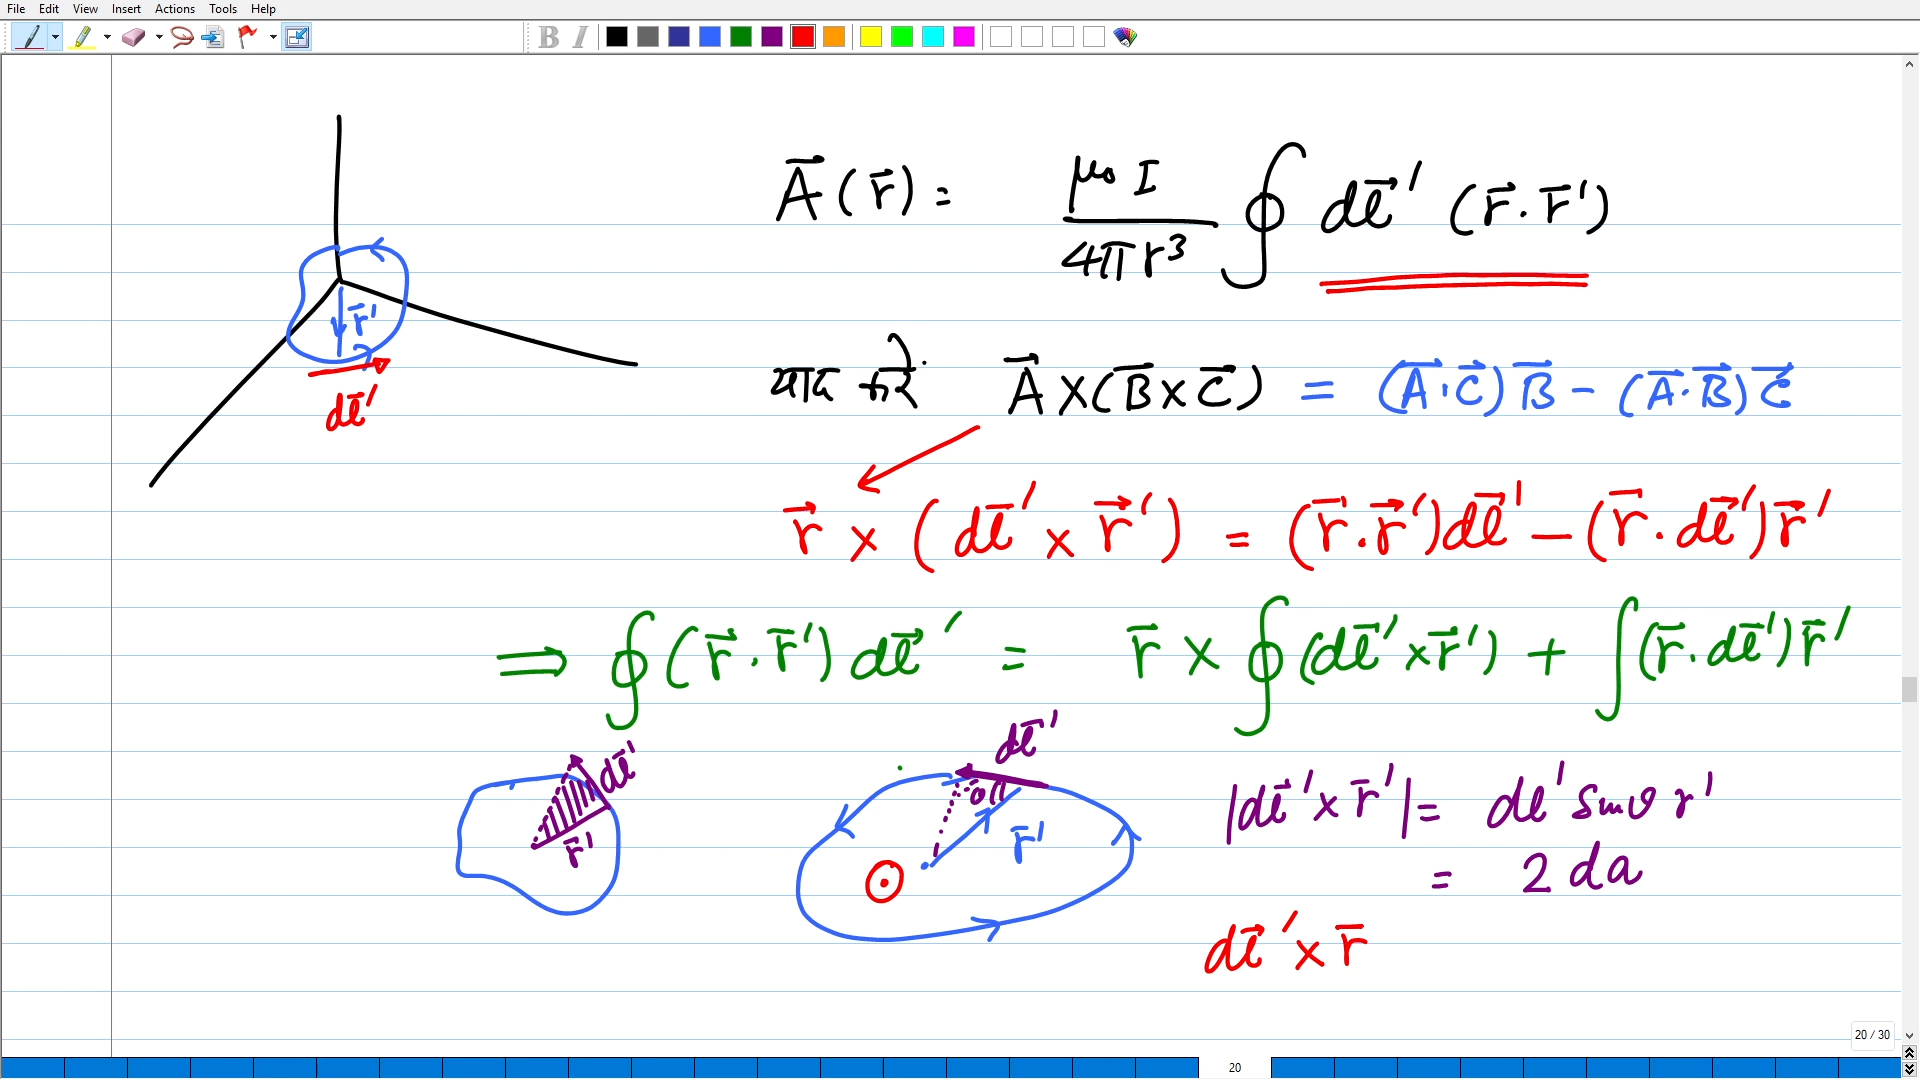 File Edit View Insert Actions Tools Help
B I
A⃗(r⃗) = μ₀ I / 4πr³ ∮ dl⃗′ (r⃗ · r⃗′)
r⃗′
dl⃗′
याद करें A⃗ × (B⃗ × C⃗) = (A⃗ · C⃗) B⃗ − (A⃗ · B⃗) C⃗
r⃗ × (dl⃗′ × r⃗′) = (r⃗ · r⃗′) dl⃗′ − (r⃗ · dl⃗′) r⃗′
⟹ ∮ (r⃗ · r⃗′) dl⃗′ = r⃗ × ∮ (dl⃗′ × r⃗′) + ∫ (r⃗ · dl⃗′) r⃗′
dl⃗′
r⃗′
dl⃗′
r⃗′
|dl⃗′ × r⃗′| = dl′ sinθ r′
= 2 da
dl⃗′ × r⃗
20 / 30
20